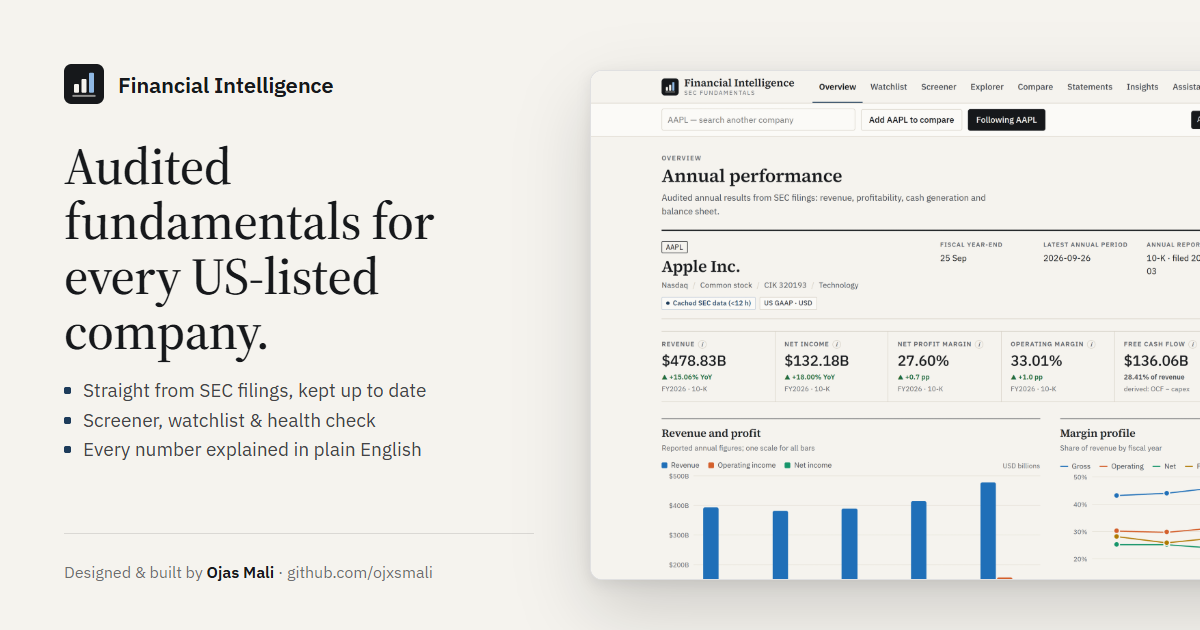 Financial Intelligence
Audited
fundamentals for
every US-listed
company.
Straight from SEC filings, kept up to date
Screener, watchlist & health check
Every number explained in plain English
Designed & built by Ojas Mali · github.com/ojxsmali
Financial Intelligence
SEC FUNDAMENTALS
Overview Watchlist Screener Explorer Compare Statements Insights
AAPL — search another company Add AAPL to compare Following AAPL
OVERVIEW
Annual performance
Audited annual results from SEC filings: revenue, profitability, cash generation and
balance sheet.
AAPL
Apple Inc.
Nasdaq / Common stock / CIK 320193 / Technology
Cached SEC data (<12 h) US GAAP · USD
FISCAL YEAR-END LATEST ANNUAL PERIOD ANNUAL REPOR
25 Sep 2026-09-26 10-K · filed 20
03
REVENUE i NET INCOME i NET PROFIT MARGIN i OPERATING MARGIN i FREE CASH FLOW i
$478.83B $132.18B 27.60% 33.01% $136.06B
▲ +15.06% YoY ▲ +18.00% YoY ▲ +0.7 pp ▲ +1.0 pp 28.41% of revenue
FY2026 · 10-K FY2026 · 10-K FY2026 · 10-K FY2026 · 10-K derived: OCF − capex
Revenue and profit
Reported annual figures; one scale for all bars
Revenue Operating income Net income USD billions
$500B
$400B
$300B
$200B
Margin profile
Share of revenue by fiscal year
Gross Operating Net
50%
40%
30%
20%